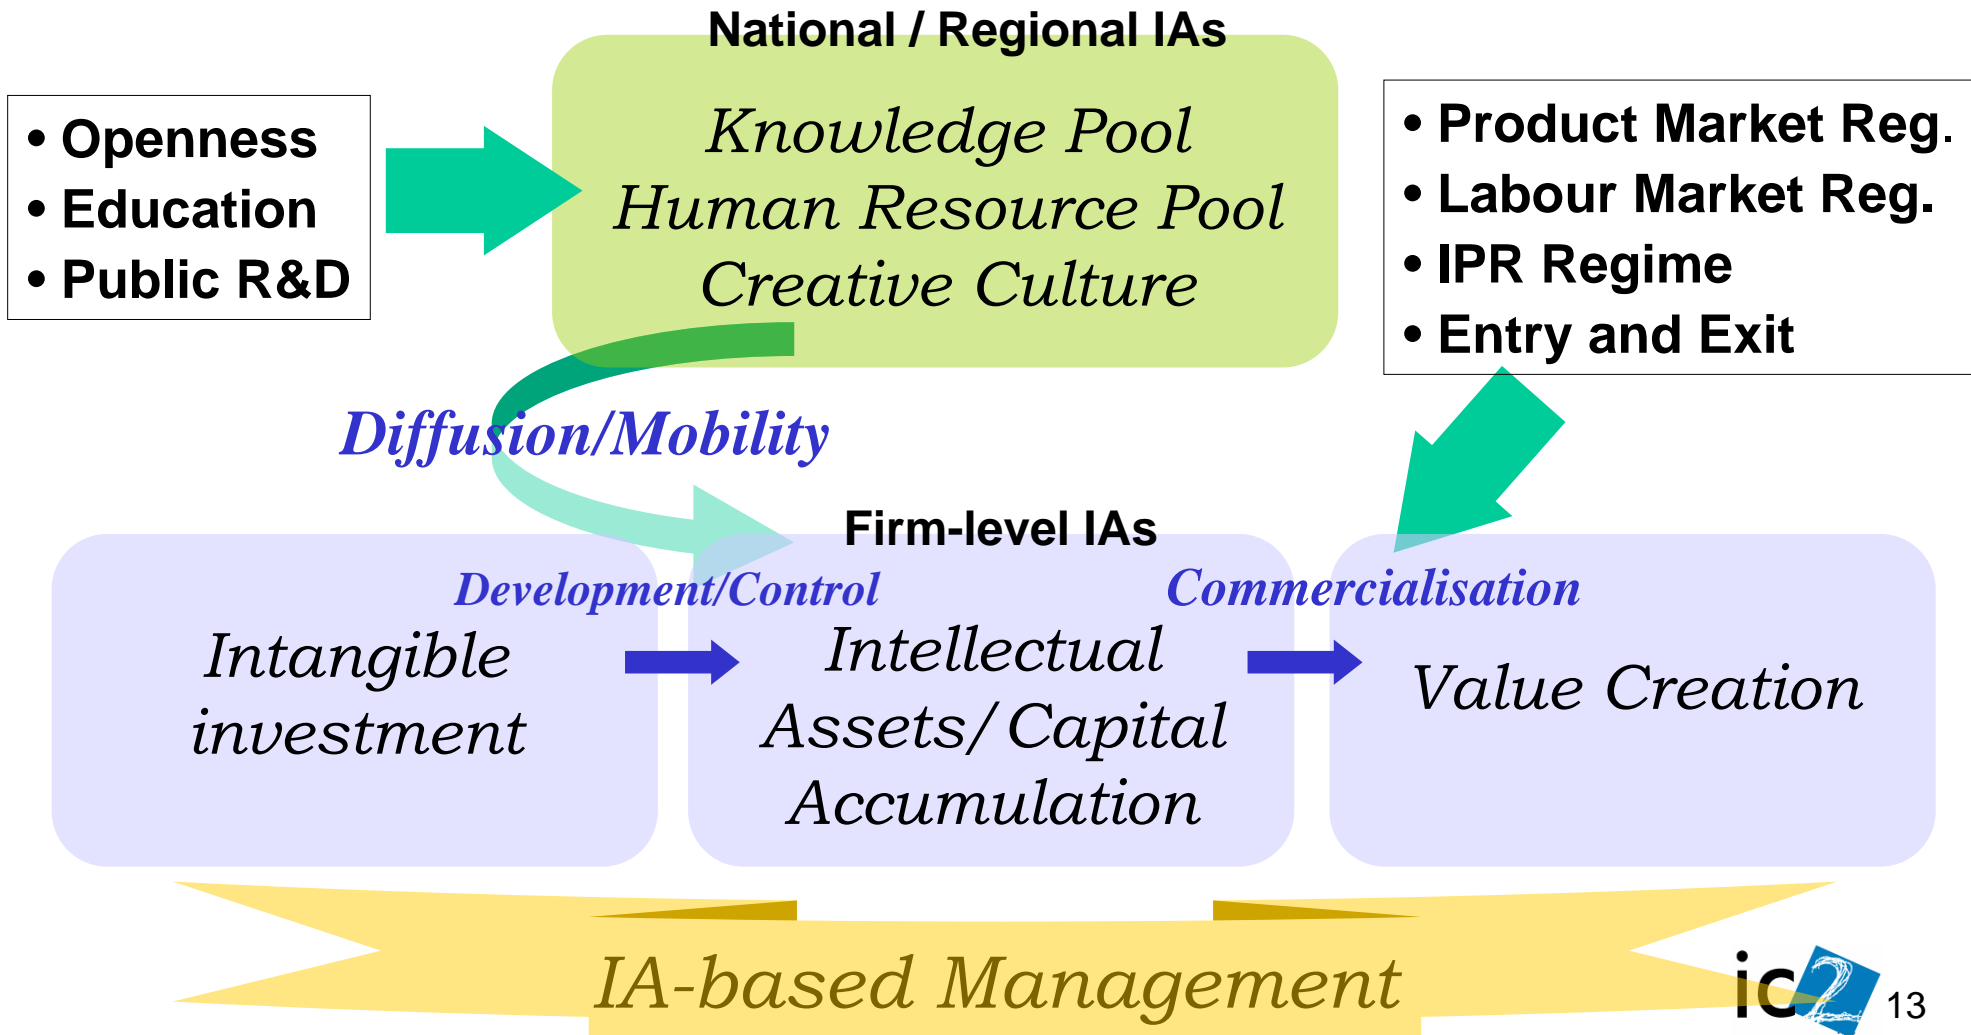 National / Regional IAs
• Openness
• Education
• Public R&D
Knowledge Pool
Human Resource Pool
Creative Culture
• Product Market Reg.
• Labour Market Reg.
• IPR Regime
• Entry and Exit
Diffusion/Mobility
Firm-level IAs
Development/Control
Commercialisation
Intangible
investment
Intellectual
Assets/Capital
Accumulation
Value Creation
IA-based Management
ic2
13